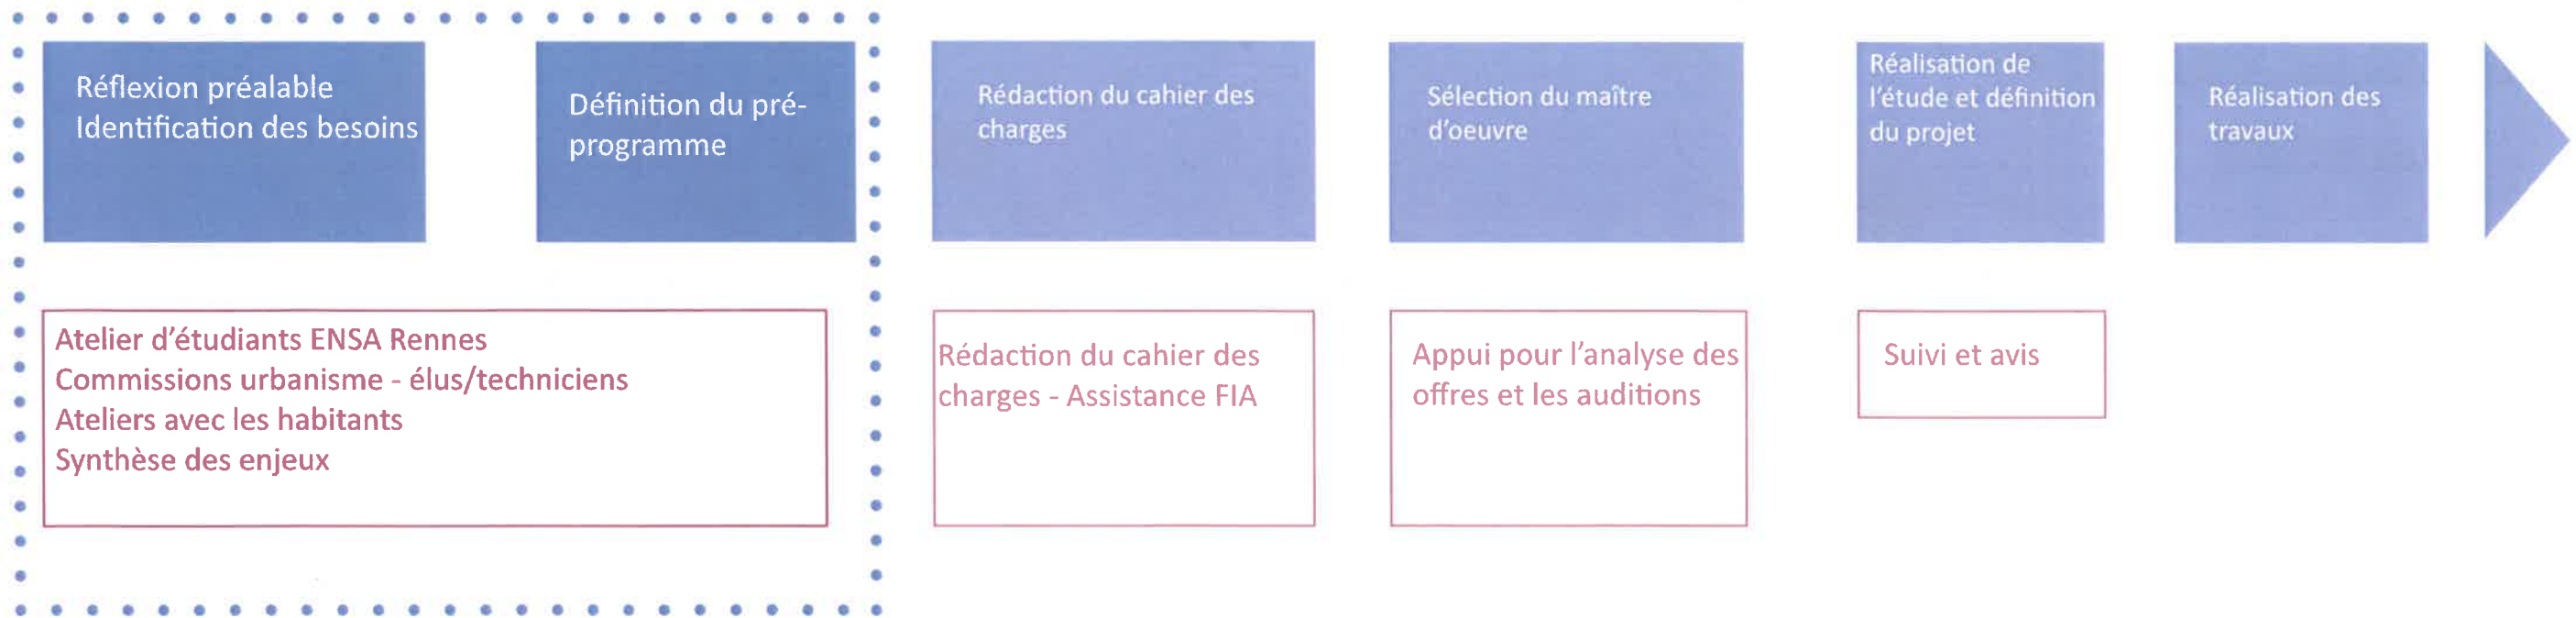 Réflexion préalable
Identification des besoins
Définition du pré-
programme
Rédaction du cahier des
charges
Sélection du maître
d'oeuvre
Réalisation de
l'étude et définition
du projet
Réalisation des
travaux
Atelier d'étudiants ENSA Rennes
Commissions urbanisme - élus/techniciens
Ateliers avec les habitants
Synthèse des enjeux
Rédaction du cahier des
charges - Assistance FIA
Appui pour l'analyse des
offres et les auditions
Suivi et avis